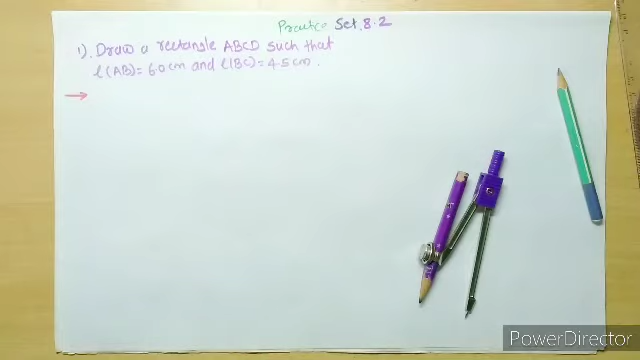 Practice Set 8.2
1). Draw a rectangle ABCD such that
l(AB)= 6.0 cm and l(BC)= 4.5 cm.
PowerDirector